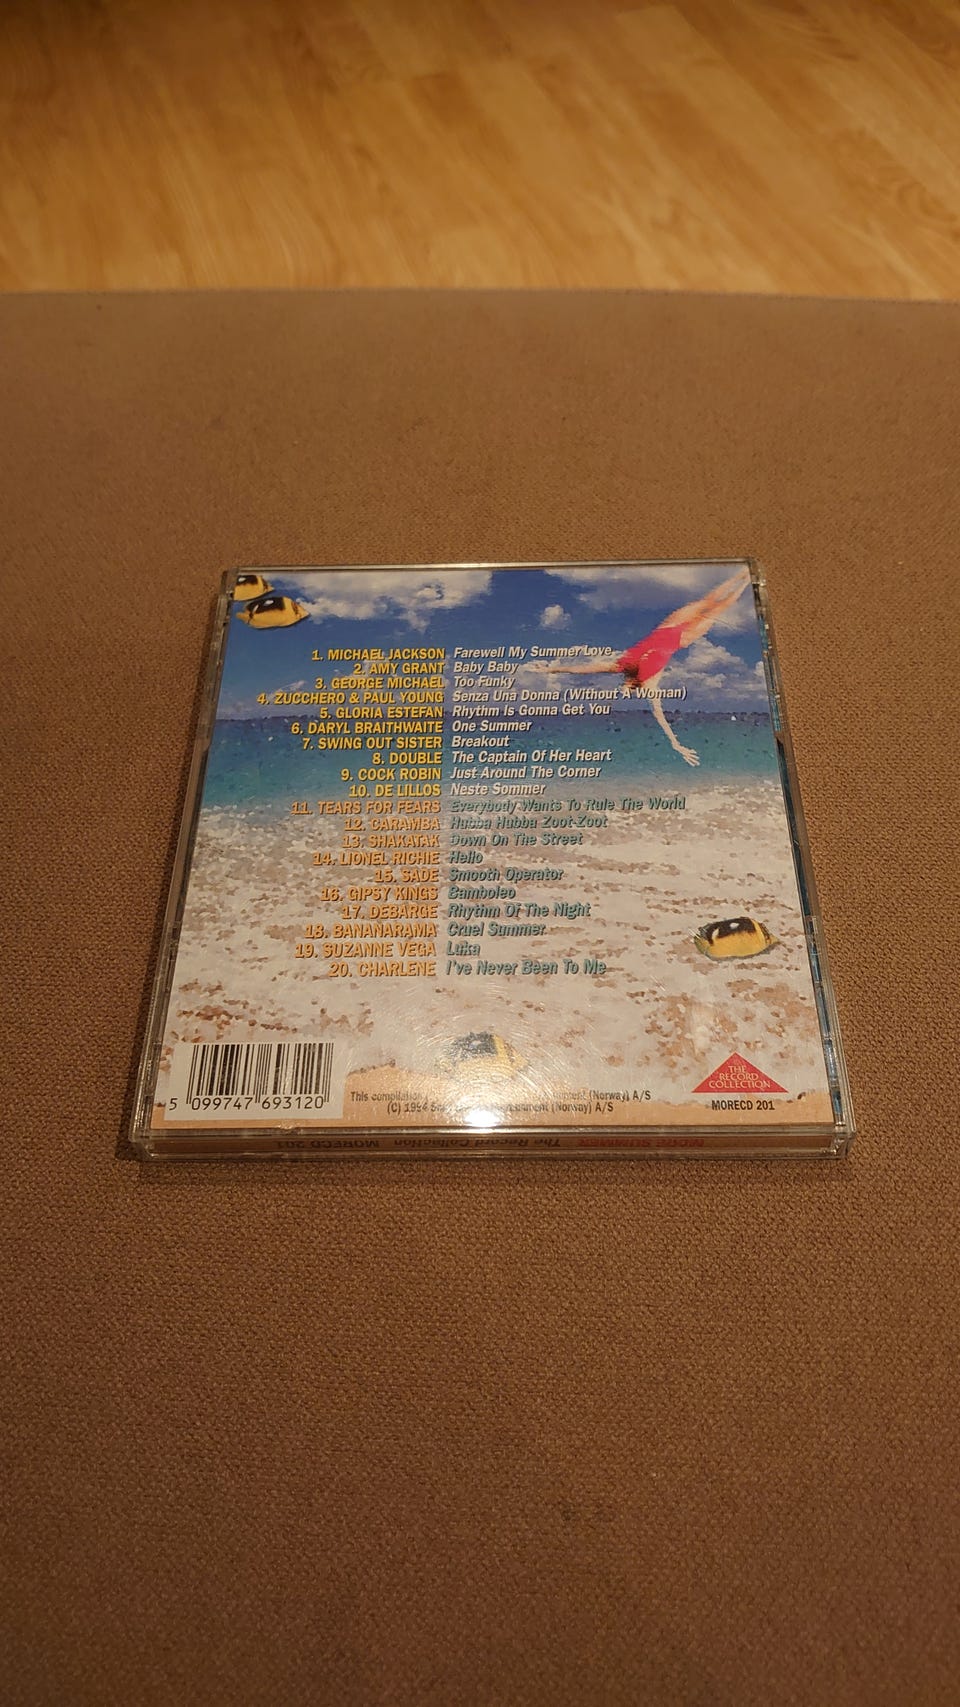 1. MICHAEL JACKSON Farewell My Summer Love
2. AMY GRANT Baby Baby
3. GEORGE MICHAEL Too Funky
4. ZUCCHERO & PAUL YOUNG Senza Una Donna (Without A Woman)
5. GLORIA ESTEFAN Rhythm Is Gonna Get You
6. DARYL BRAITHWAITE One Summer
7. SWING OUT SISTER Breakout
8. DOUBLE The Captain Of Her Heart
9. COCK ROBIN Just Around The Corner
10. DE LILLOS Neste Sommer
11. TEARS FOR FEARS Everybody Wants To Rule The World
12. CARAMBA Hubba Hubba Zoot-Zoot
13. SHAKATAK Down On The Street
14. LIONEL RICHIE Hello
15. SADE Smooth Operator
16. GIPSY KINGS Bamboleo
17. DEBARGE Rhythm Of The Night
18. BANANARAMA Cruel Summer
19. SUZANNE VEGA Luka
20. CHARLENE I've Never Been To Me
5 099747 693120
This compilation (Norway) A/S
(C) 1994 (Norway) A/S
THE RECORD COLLECTION
MORECD 201
MORE SUMMER The Record Collection MORECD 201